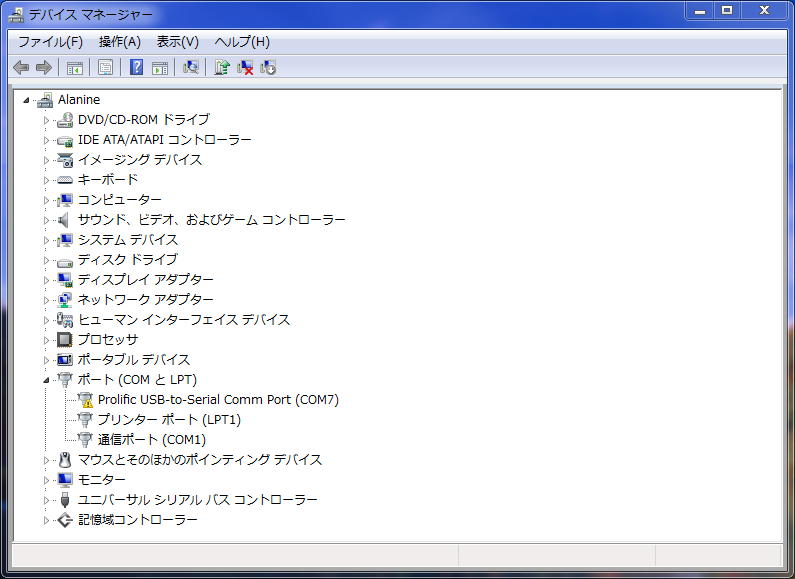 デバイス マネージャー
ファイル(F) 操作(A) 表示(V) ヘルプ(H)
Alanine
DVD/CD-ROM ドライブ
IDE ATA/ATAPI コントローラー
イメージング デバイス
キーボード
コンピューター
サウンド、ビデオ、およびゲーム コントローラー
システム デバイス
ディスク ドライブ
ディスプレイ アダプター
ネットワーク アダプター
ヒューマン インターフェイス デバイス
プロセッサ
ポータブル デバイス
ポート (COM と LPT)
Prolific USB-to-Serial Comm Port (COM7)
プリンター ポート (LPT1)
通信ポート (COM1)
マウスとそのほかのポインティング デバイス
モニター
ユニバーサル シリアル バス コントローラー
記憶域コントローラー